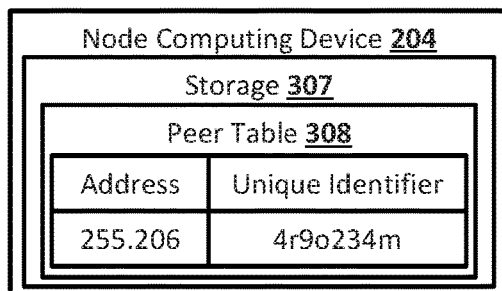 Node Computing Device 204
Storage 307
Peer Table 308
Address Unique Identifier
255.206 4r9o234m